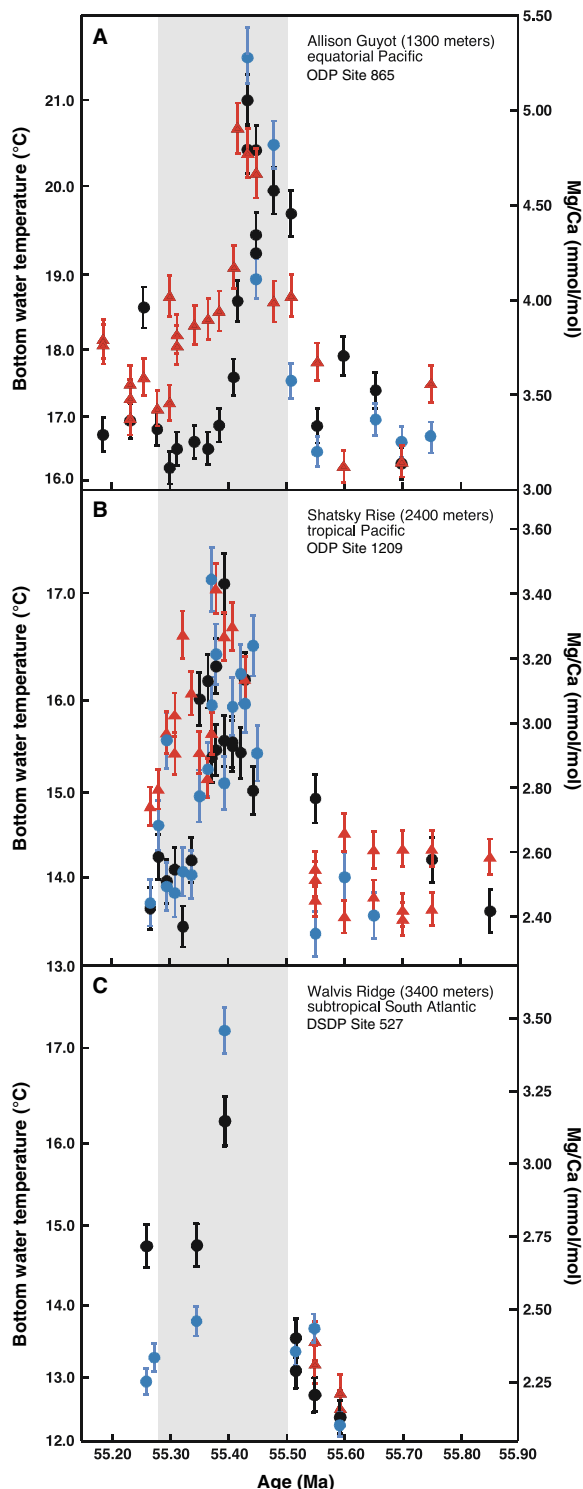 A
Allison Guyot (1300 meters)
equatorial Pacific
ODP Site 865
Bottom water temperature (°C)
21.0
20.0
19.0
18.0
17.0
16.0
5.50
5.00
4.50
4.00
3.50
3.00
Mg/Ca (mmol/mol)
B
Shatsky Rise (2400 meters)
tropical Pacific
ODP Site 1209
Bottom water temperature (°C)
17.0
16.0
15.0
14.0
13.0
3.60
3.40
3.20
3.00
2.80
2.60
2.40
Mg/Ca (mmol/mol)
C
Walvis Ridge (3400 meters)
subtropical South Atlantic
DSDP Site 527
Bottom water temperature (°C)
17.0
16.0
15.0
14.0
13.0
12.0
3.50
3.25
3.00
2.75
2.50
2.25
Mg/Ca (mmol/mol)
55.20 55.30 55.40 55.50 55.60 55.70 55.80 55.90
Age (Ma)